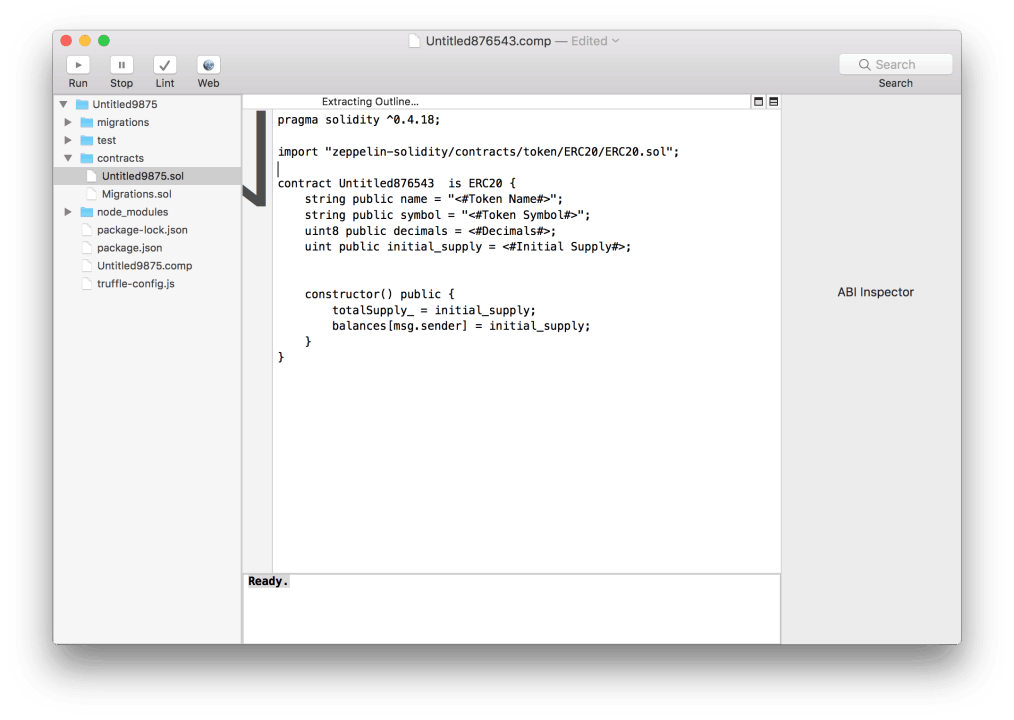 Untitled876543.comp — Edited
Run Stop Lint Web
Search
Search
Untitled9875
migrations
test
contracts
Untitled9875.sol
Migrations.sol
node_modules
package-lock.json
package.json
Untitled9875.comp
truffle-config.js
Extracting Outline...
pragma solidity ^0.4.18;
import "zeppelin-solidity/contracts/token/ERC20/ERC20.sol";
contract Untitled876543  is ERC20 {
    string public name = "<#Token Name#>";
    string public symbol = "<#Token Symbol#>";
    uint8 public decimals = <#Decimals#>;
    uint public initial_supply = <#Initial Supply#>;
    constructor() public {
        totalSupply_ = initial_supply;
        balances[msg.sender] = initial_supply;
    }
}
Ready.
ABI Inspector